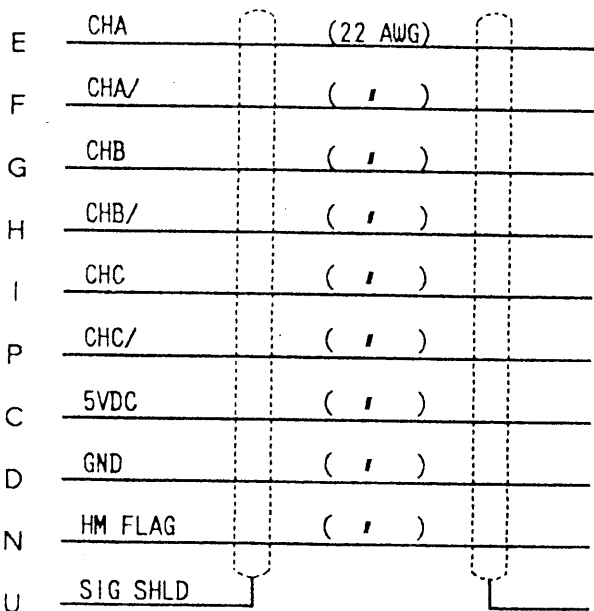 E CHA (22 AWG)
F CHA/ ( " )
G CHB ( " )
H CHB/ ( " )
I CHC ( " )
P CHC/ ( " )
C 5VDC ( " )
D GND ( " )
N HM FLAG ( " )
U SIG SHLD